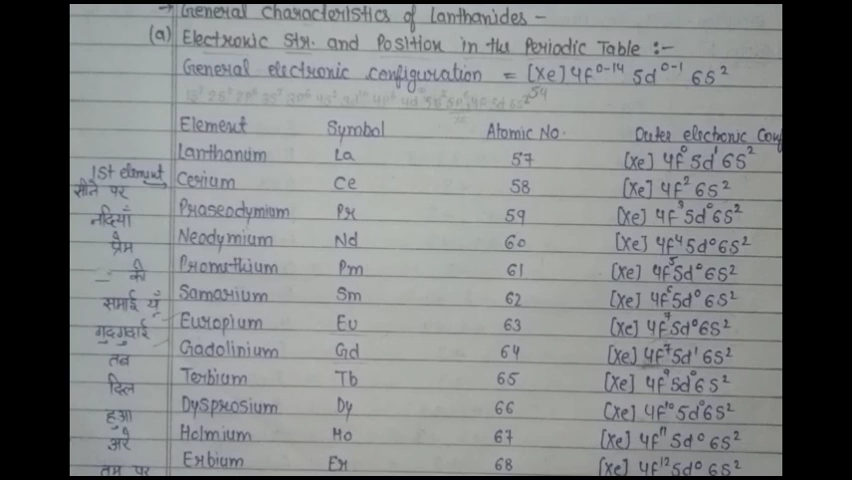 → General Characteristics of Lanthanides -
(a) Electronic Str. and Position in the Periodic Table :-
General electronic configuration = [Xe] 4f⁰⁻¹⁴ 5d⁰⁻¹ 6s²
Element Symbol Atomic No. Outer electronic Conf
Lanthanum La 57 [Xe] 4f⁰ 5d¹ 6s²
1st element Cerium Ce 58 [Xe] 4f² 6s²
सीने पर Praseodymium Pr 59 [Xe] 4f³ 5d⁰ 6s²
नदियाँ Neodymium Nd 60 [Xe] 4f⁴ 5d⁰ 6s²
प्रेम Promethium Pm 61 [Xe] 4f⁵ 5d⁰ 6s²
की Samarium Sm 62 [Xe] 4f⁶ 5d⁰ 6s²
समाई यूँ Europium Eu 63 [Xe] 4f⁷ 5d⁰ 6s²
गुदगुदाई Gadolinium Gd 64 [Xe] 4f⁷ 5d¹ 6s²
तब Terbium Tb 65 [Xe] 4f⁹ 5d⁰ 6s²
दिल Dysprosium Dy 66 [Xe] 4f¹⁰ 5d⁰ 6s²
हुआ Holmium Ho 67 [Xe] 4f¹¹ 5d⁰ 6s²
अरे Erbium Er 68 [Xe] 4f¹² 5d⁰ 6s²
तुम पर